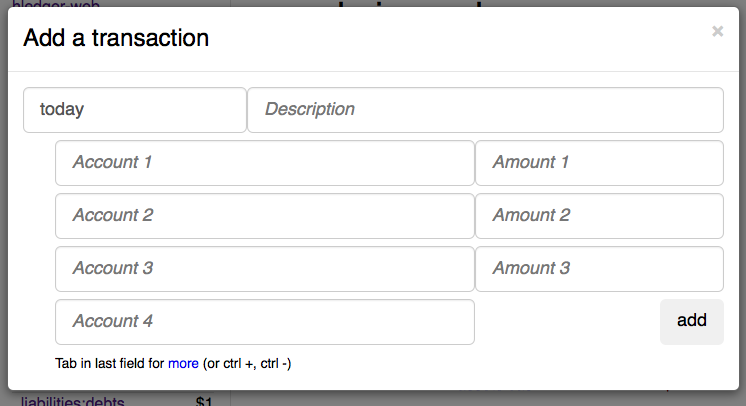 hledger-web
Add a transaction
×
today Description
Account 1 Amount 1
Account 2 Amount 2
Account 3 Amount 3
Account 4 add
Tab in last field for more (or ctrl +, ctrl -)
liabilities:debts $1